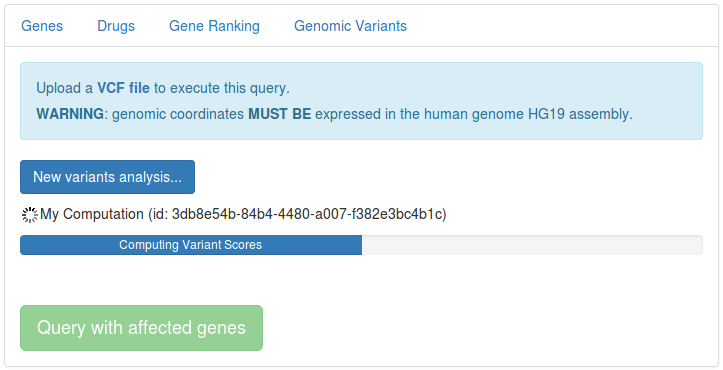 Genes Drugs Gene Ranking Genomic Variants
Upload a VCF file to execute this query.
WARNING: genomic coordinates MUST BE expressed in the human genome HG19 assembly.
New variants analysis...
My Computation (id: 3db8e54b-84b4-4480-a007-f382e3bc4b1c)
Computing Variant Scores
Query with affected genes